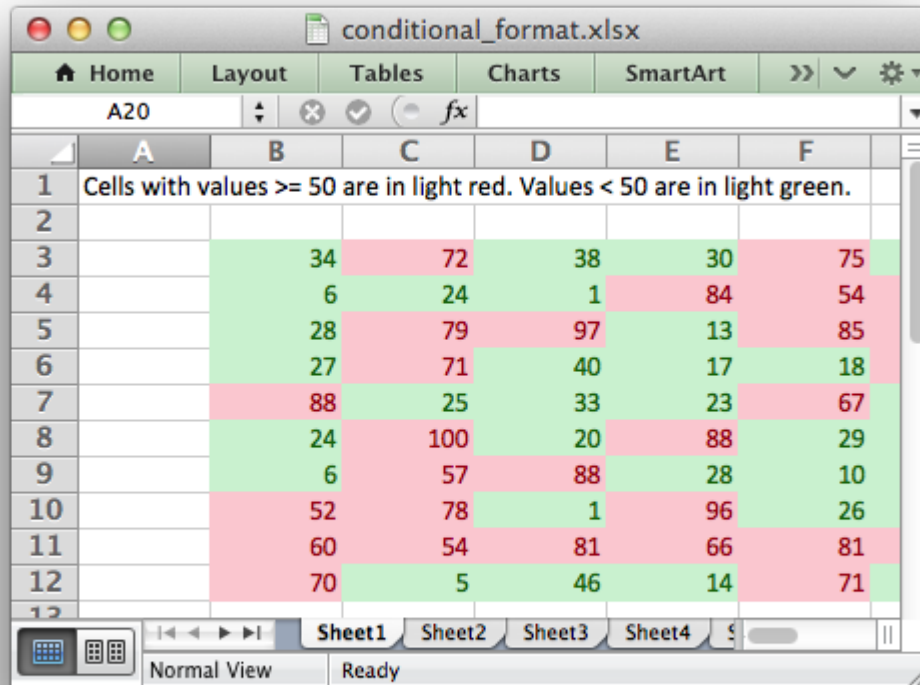 conditional_format.xlsx
Home Layout Tables Charts SmartArt
A20 fx
A B C D E F
1 Cells with values >= 50 are in light red. Values < 50 are in light green.
2
3 34 72 38 30 75
4 6 24 1 84 54
5 28 79 97 13 85
6 27 71 40 17 18
7 88 25 33 23 67
8 24 100 20 88 29
9 6 57 88 28 10
10 52 78 1 96 26
11 60 54 81 66 81
12 70 5 46 14 71
Sheet1 Sheet2 Sheet3 Sheet4
Normal View Ready